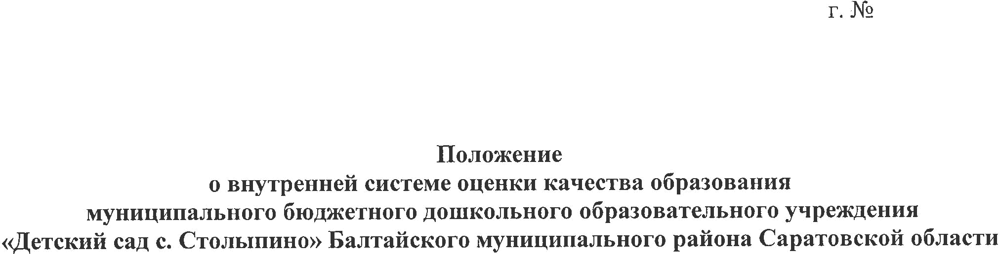 г. №
Положение
о внутренней системе оценки качества образования
муниципального бюджетного дошкольного образовательного учреждения
«Детский сад с. Столыпино» Балтайского муниципального района Саратовской области